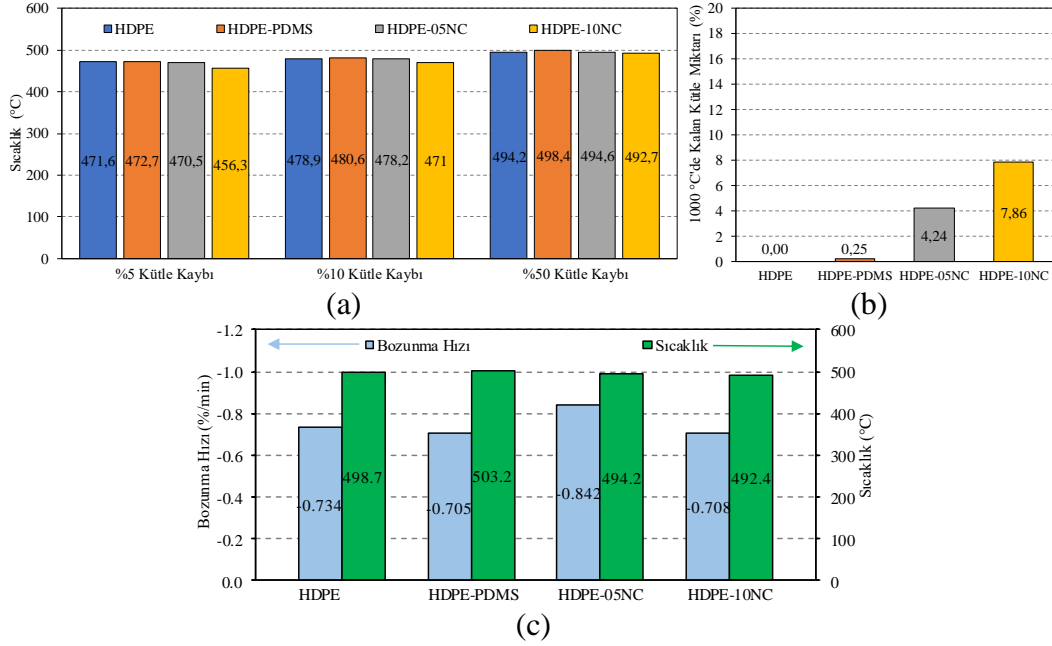 HDPE HDPE-PDMS HDPE-05NC HDPE-10NC
Sıcaklık (°C)
600
500
400
300
200
100
0
471,6 472,7 470,5 456,3
478,9 480,6 478,2 471
494,2 498,4 494,6 492,7
%5 Kütle Kaybı %10 Kütle Kaybı %50 Kütle Kaybı
(a)
1000 °C'de Kalan Kütle Miktarı (%)
20
18
16
14
12
10
8
6
4
2
0
0,00 0,25 4,24 7,86
HDPE HDPE-PDMS HDPE-05NC HDPE-10NC
(b)
Bozunma Hızı Sıcaklık
Bozunma Hızı (%/min)
-1.2
-1.0
-0.8
-0.6
-0.4
-0.2
0.0
-0.734 498.7 -0.705 503.2 -0.842 494.2 -0.708 492.4
600
500
400
300
200
100
0
Sıcaklık (°C)
HDPE HDPE-PDMS HDPE-05NC HDPE-10NC
(c)